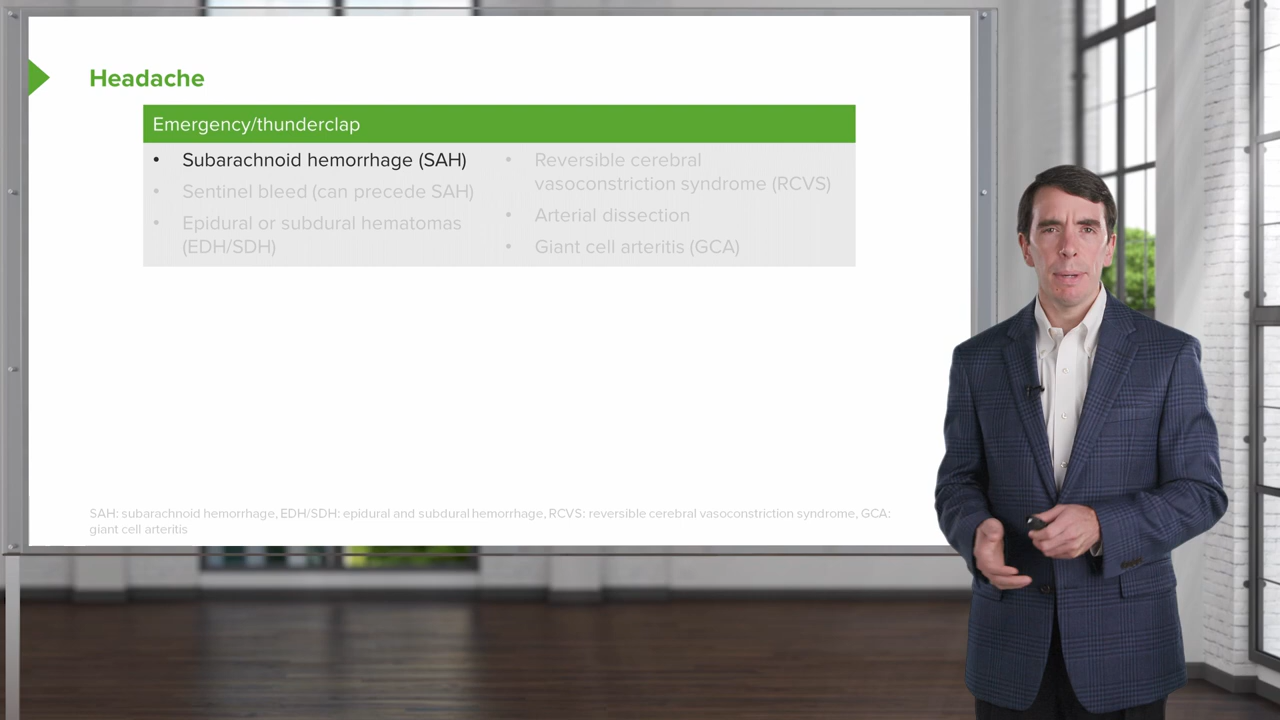 Headache
Emergency/thunderclap
• Subarachnoid hemorrhage (SAH)
• Sentinel bleed (can precede SAH)
• Epidural or subdural hematomas
(EDH/SDH)
• Reversible cerebral
vasoconstriction syndrome (RCVS)
• Arterial dissection
• Giant cell arteritis (GCA)
SAH: subarachnoid hemorrhage, EDH/SDH: epidural and subdural hemorrhage, RCVS: reversible cerebral vasoconstriction syndrome, GCA:
giant cell arteritis